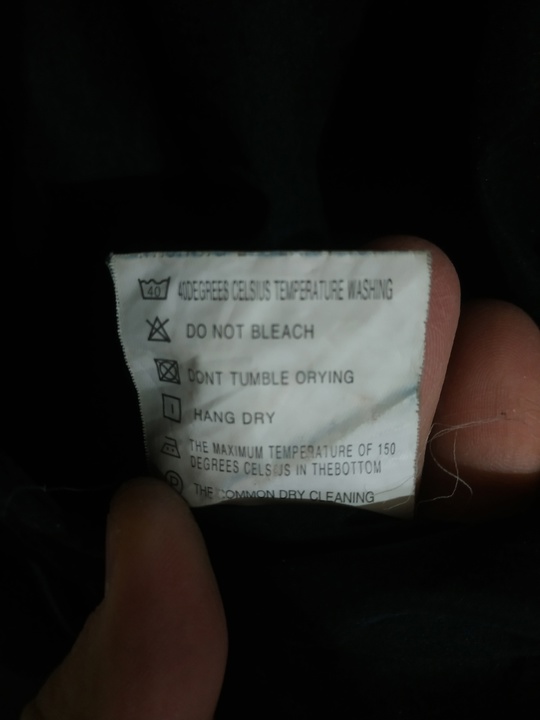 40 40DEGREES CELSIUS TEMPERATURE WASHING
DO NOT BLEACH
DONT TUMBLE ORYING
HANG DRY
THE MAXIMUM TEMPERATURE OF 150
DEGREES CELSIUS IN THEBOTTOM
P THE COMMON DRY CLEANING